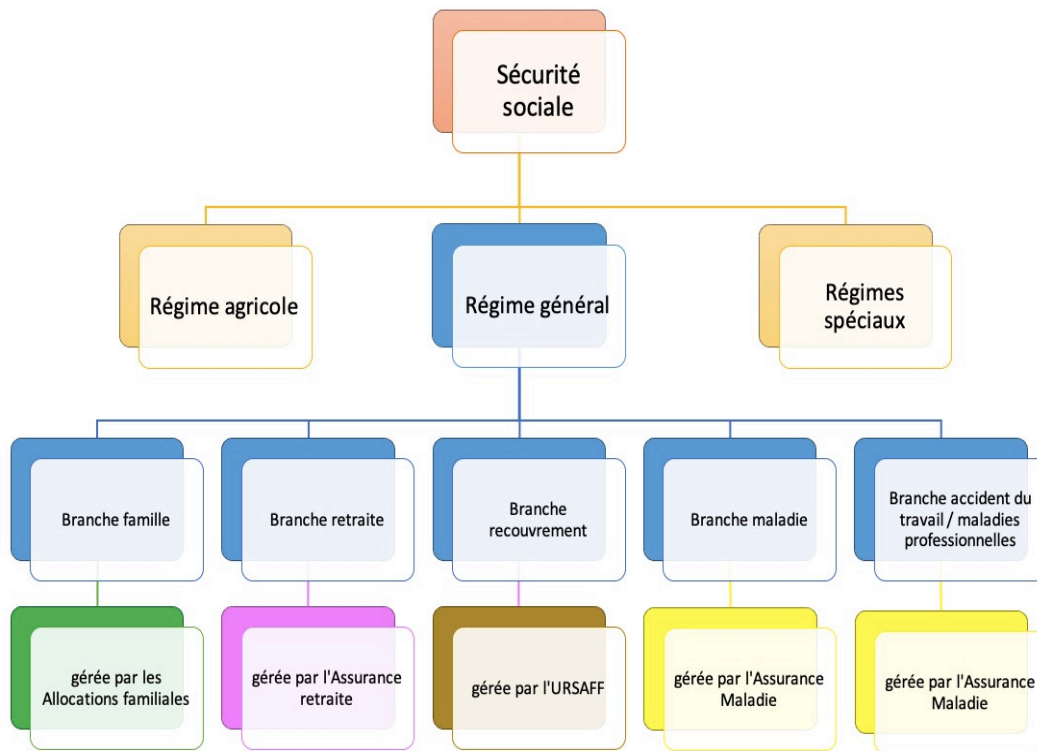 Sécurité
sociale
Régime agricole
Régime général
Régimes
spéciaux
Branche famille
Branche retraite
Branche
recouvrement
Branche maladie
Branche accident du
travail / maladies
professionnelles
gérée par les
Allocations familiales
gérée par l'Assurance
retraite
gérée par l'URSAFF
gérée par l'Assurance
Maladie
gérée par l'Assurance
Maladie